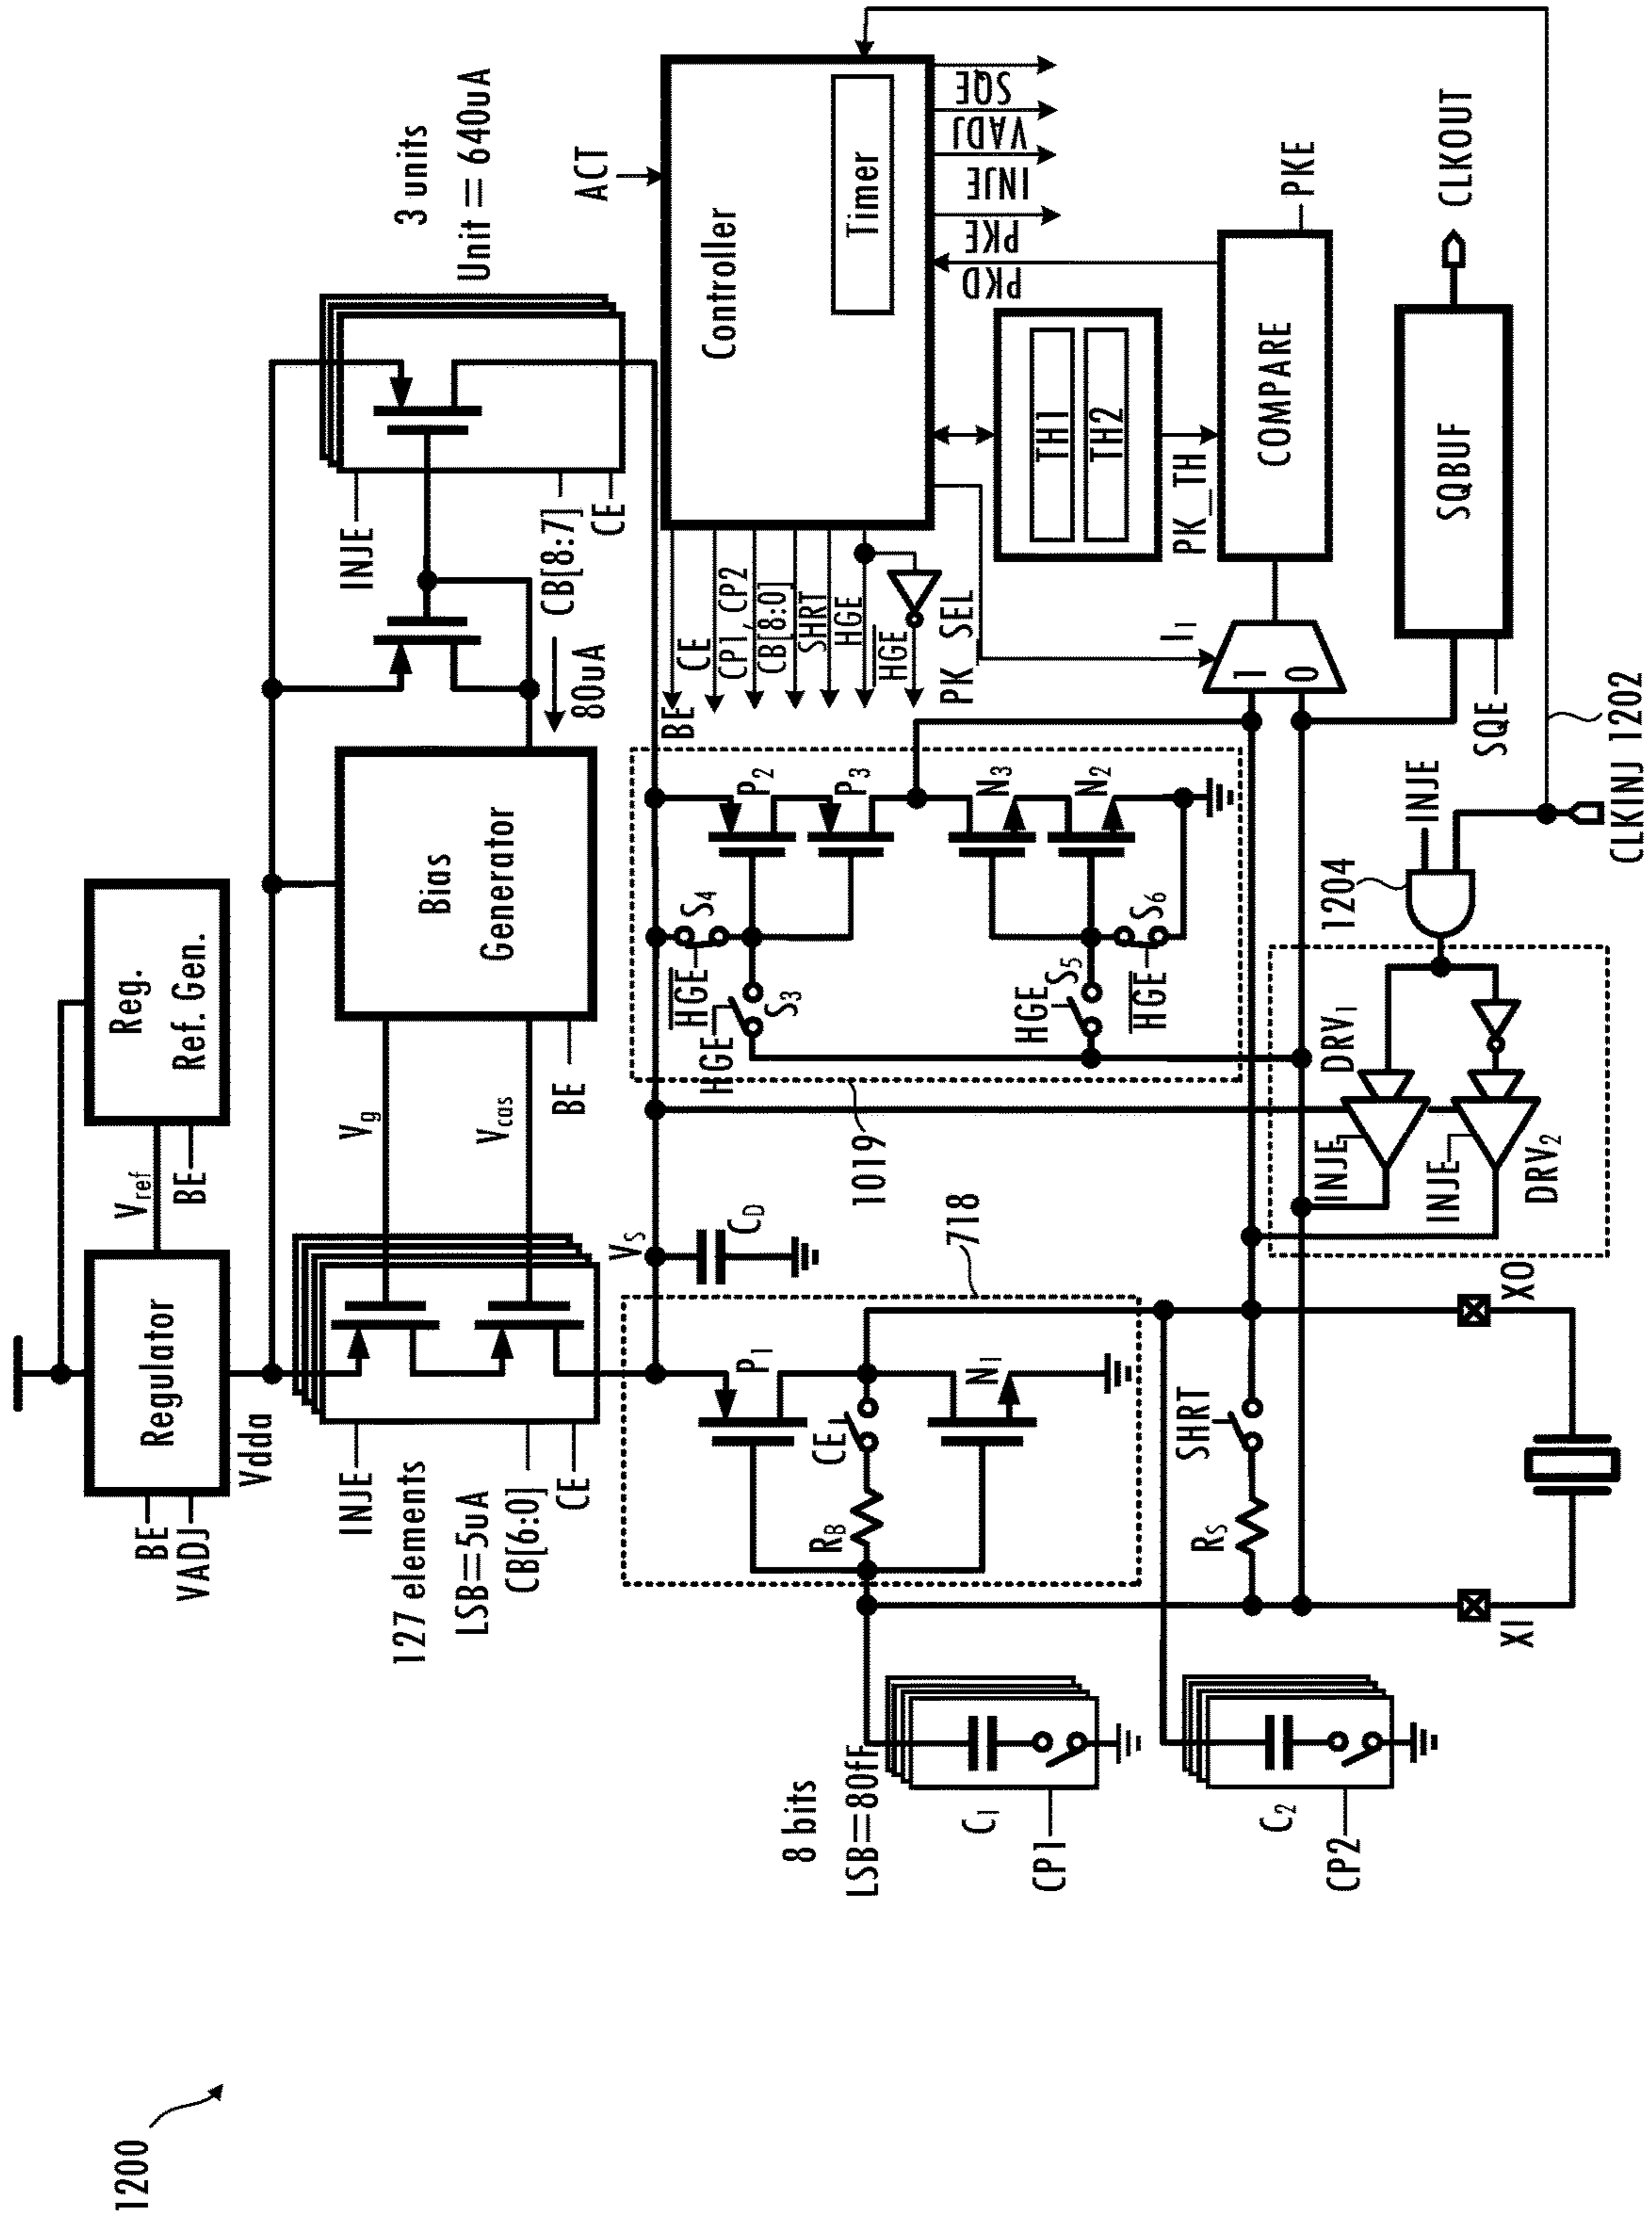 1200
Regulator
BE
VADJ
Vdda
Vref
Reg.
Ref. Gen.
BE
127 elements
LSB=5uA
CB[6:0]
INJE
CE
Vg
Vcas
Bias
Generator
BE
80uA
3 units
Unit = 640uA
INJE
CB[8:7]
CE
VS
CD
ACT
Controller
Timer
BE
CE
CP1, CP2
CB[8:0]
SHRT
HGE
HGE
PK_SEL
SQE
VADJ
INJE
PKE
PKD
TH1
TH2
PK_TH
COMPARE
PKE
I1
1
0
SQBUF
SQE
CLKOUT
718
P1
CE
RB
N1
1019
P2
P3
N3
N2
S4
HGE
HGE
S3
S5
HGE
S6
HGE
8 bits
LSB=80fF
C1
CP1
C2
CP2
SHRT
RS
XI
XO
DRV1
INJE
INJE
DRV2
1204
INJE
CLKINJ 1202